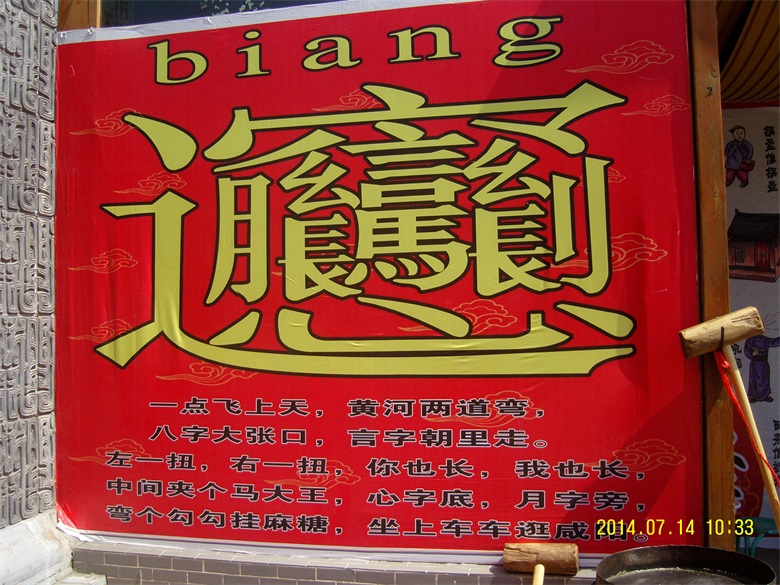 biang
𰻝
一点飞上天，黄河两道弯，
八字大张口，言字朝里走。
左一扭，右一扭，你也长，我也长，
中间夹个马大王，心字底，月字旁，
弯个勾勾挂麻糖，坐上车车逛咸阳。
2014.07.14 10:33